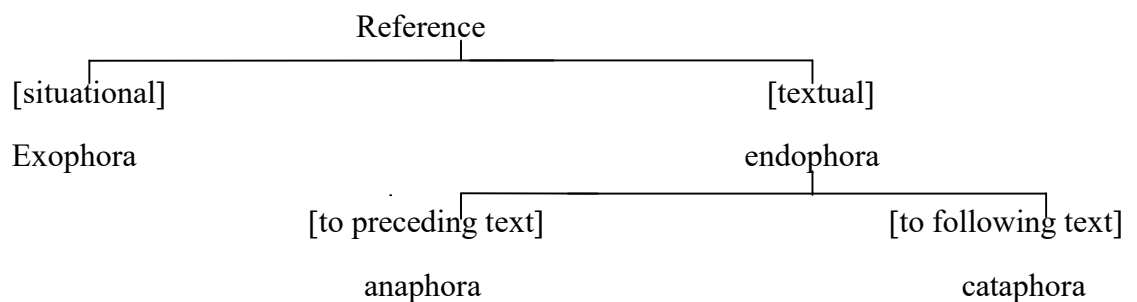 Reference
[situational] [textual]
Exophora endophora
[to preceding text] [to following text]
anaphora cataphora